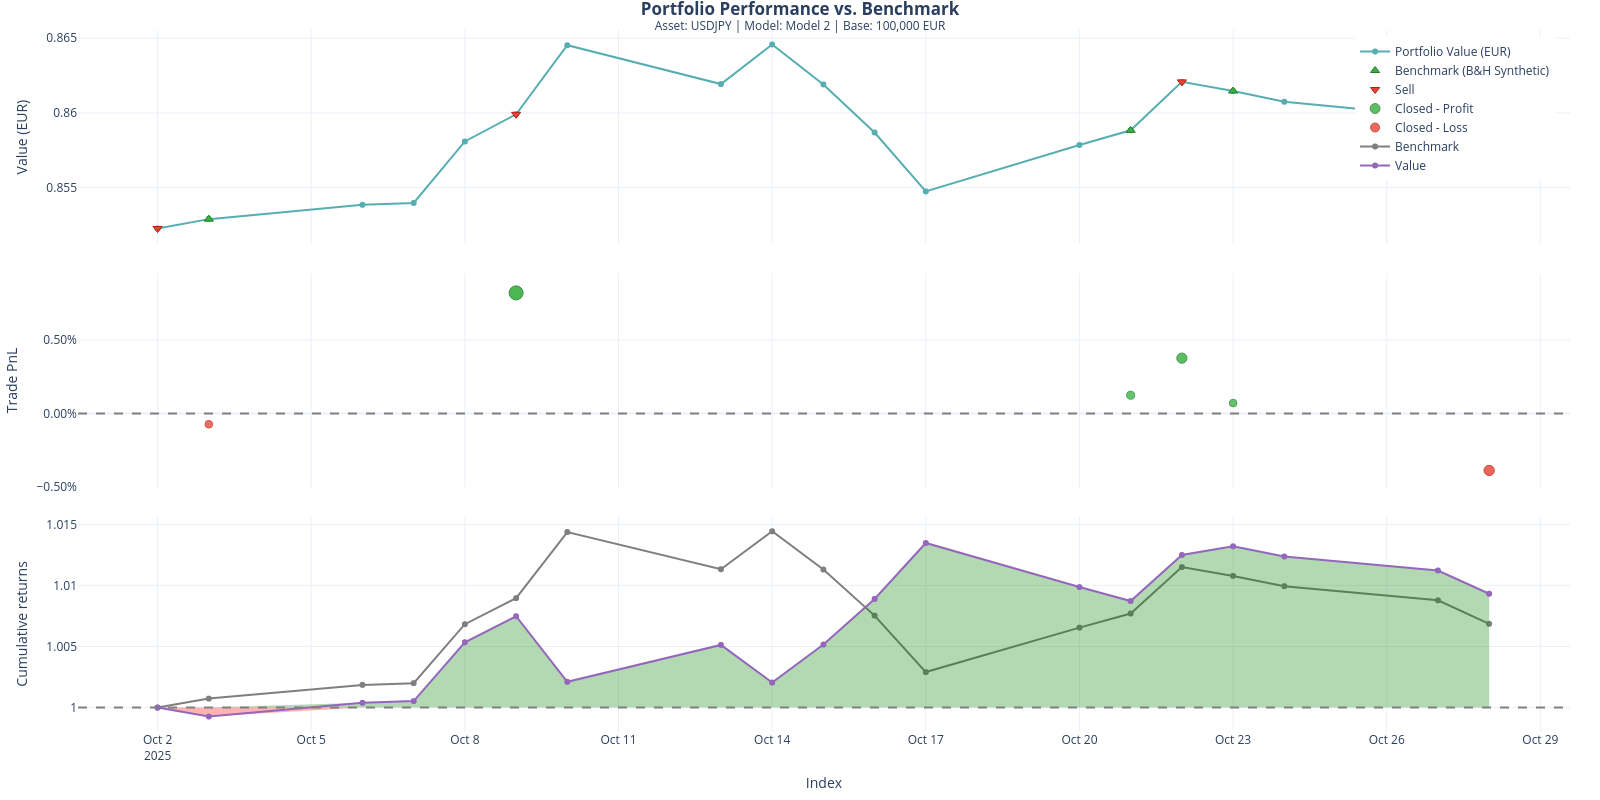 Portfolio Performance vs. Benchmark
Asset: USDJPY | Model: Model 2 | Base: 100,000 EUR
Value (EUR)
0.865
0.86
0.855
Portfolio Value (EUR)
Benchmark (B&H Synthetic)
Sell
Closed - Profit
Closed - Loss
Benchmark
Value
Trade PnL
0.50%
0.00%
−0.50%
Cumulative returns
1.015
1.01
1.005
1
Oct 2
2025
Oct 5
Oct 8
Oct 11
Oct 14
Oct 17
Oct 20
Oct 23
Oct 26
Oct 29
Index